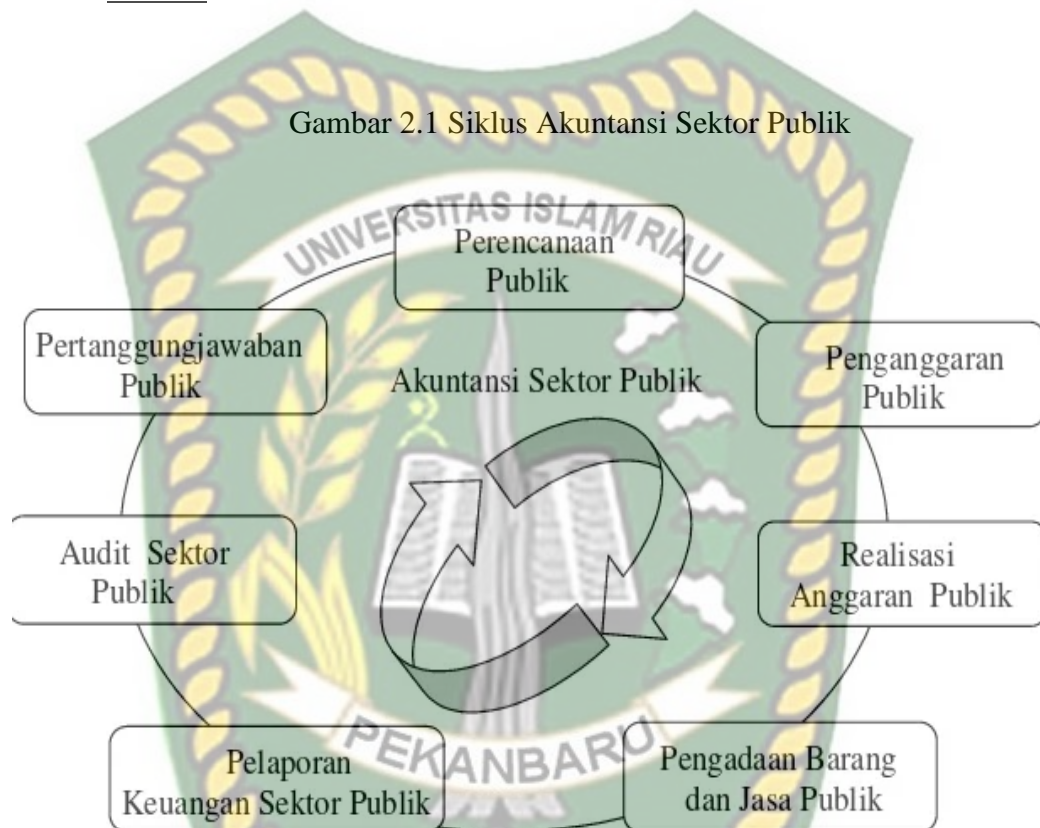 Gambar 2.1 Siklus Akuntansi Sektor Publik
UNIVERSITAS ISLAM RIAU
Perencanaan
Publik
Pertanggungjawaban
Publik
Akuntansi Sektor Publik
Penganggaran
Publik
Audit Sektor
Publik
Realisasi
Anggaran Publik
PEKANBARU
Pelaporan
Keuangan Sektor Publik
Pengadaan Barang
dan Jasa Publik